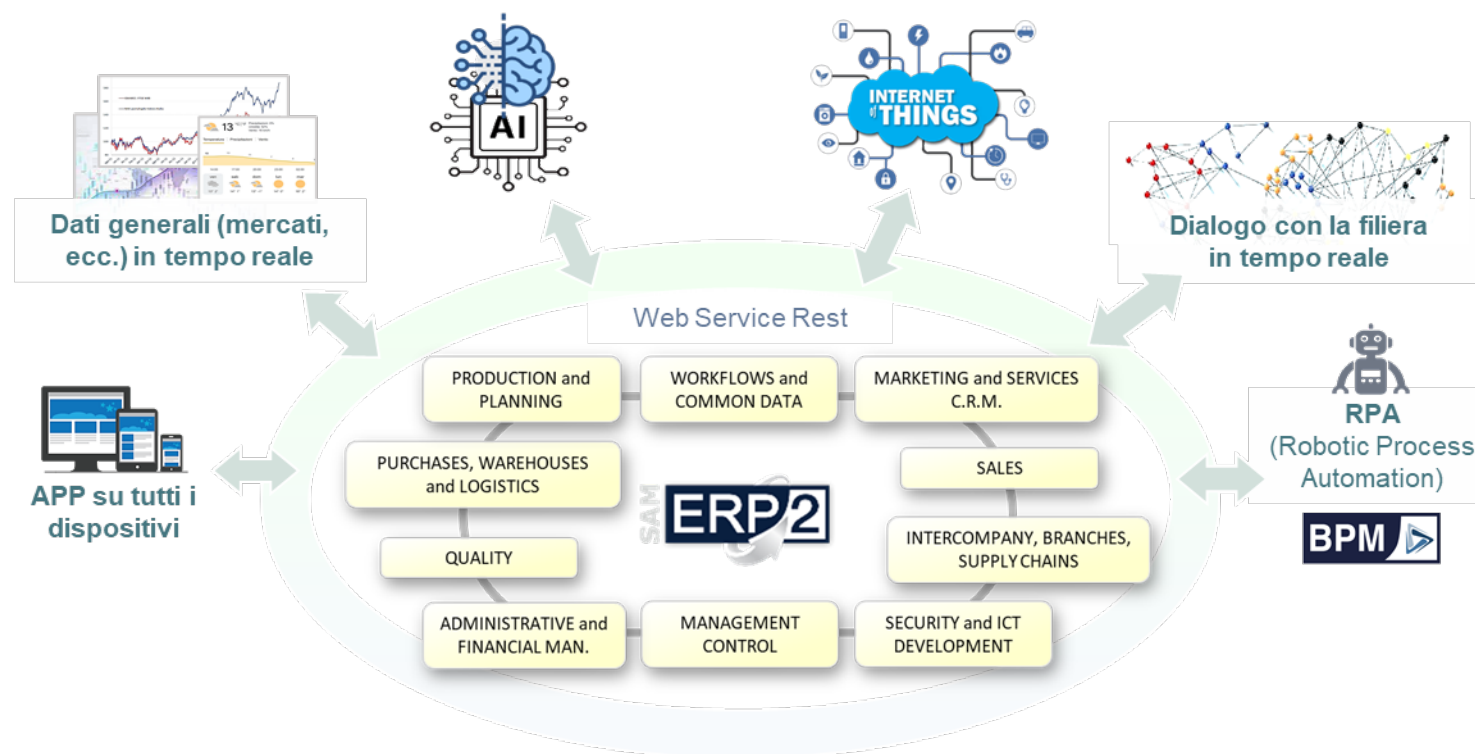 AI
INTERNET
of THINGS
13
Dati generali (mercati,
ecc.) in tempo reale
Dialogo con la filiera
in tempo reale
Web Service Rest
PRODUCTION and
PLANNING
WORKFLOWS and
COMMON DATA
MARKETING and SERVICES
C.R.M.
RPA
(Robotic Process
Automation)
BPM
APP su tutti i
dispositivi
PURCHASES, WAREHOUSES
and LOGISTICS
SALES
SAM
ERP2
INTERCOMPANY, BRANCHES,
SUPPLY CHAINS
QUALITY
ADMINISTRATIVE and
FINANCIAL MAN.
MANAGEMENT
CONTROL
SECURITY and ICT
DEVELOPMENT